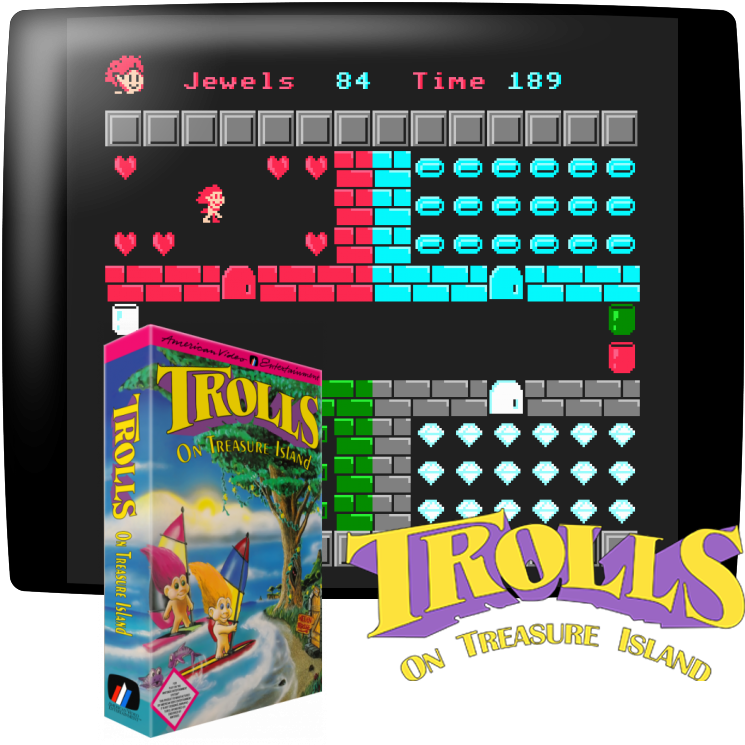 Jewels 84 Time 189
American Video Entertainment
TROLLS
ON TREASURE ISLAND
TROLLS
ON TREASURE ISLAND
TROLLS
ON TREASURE ISLAND